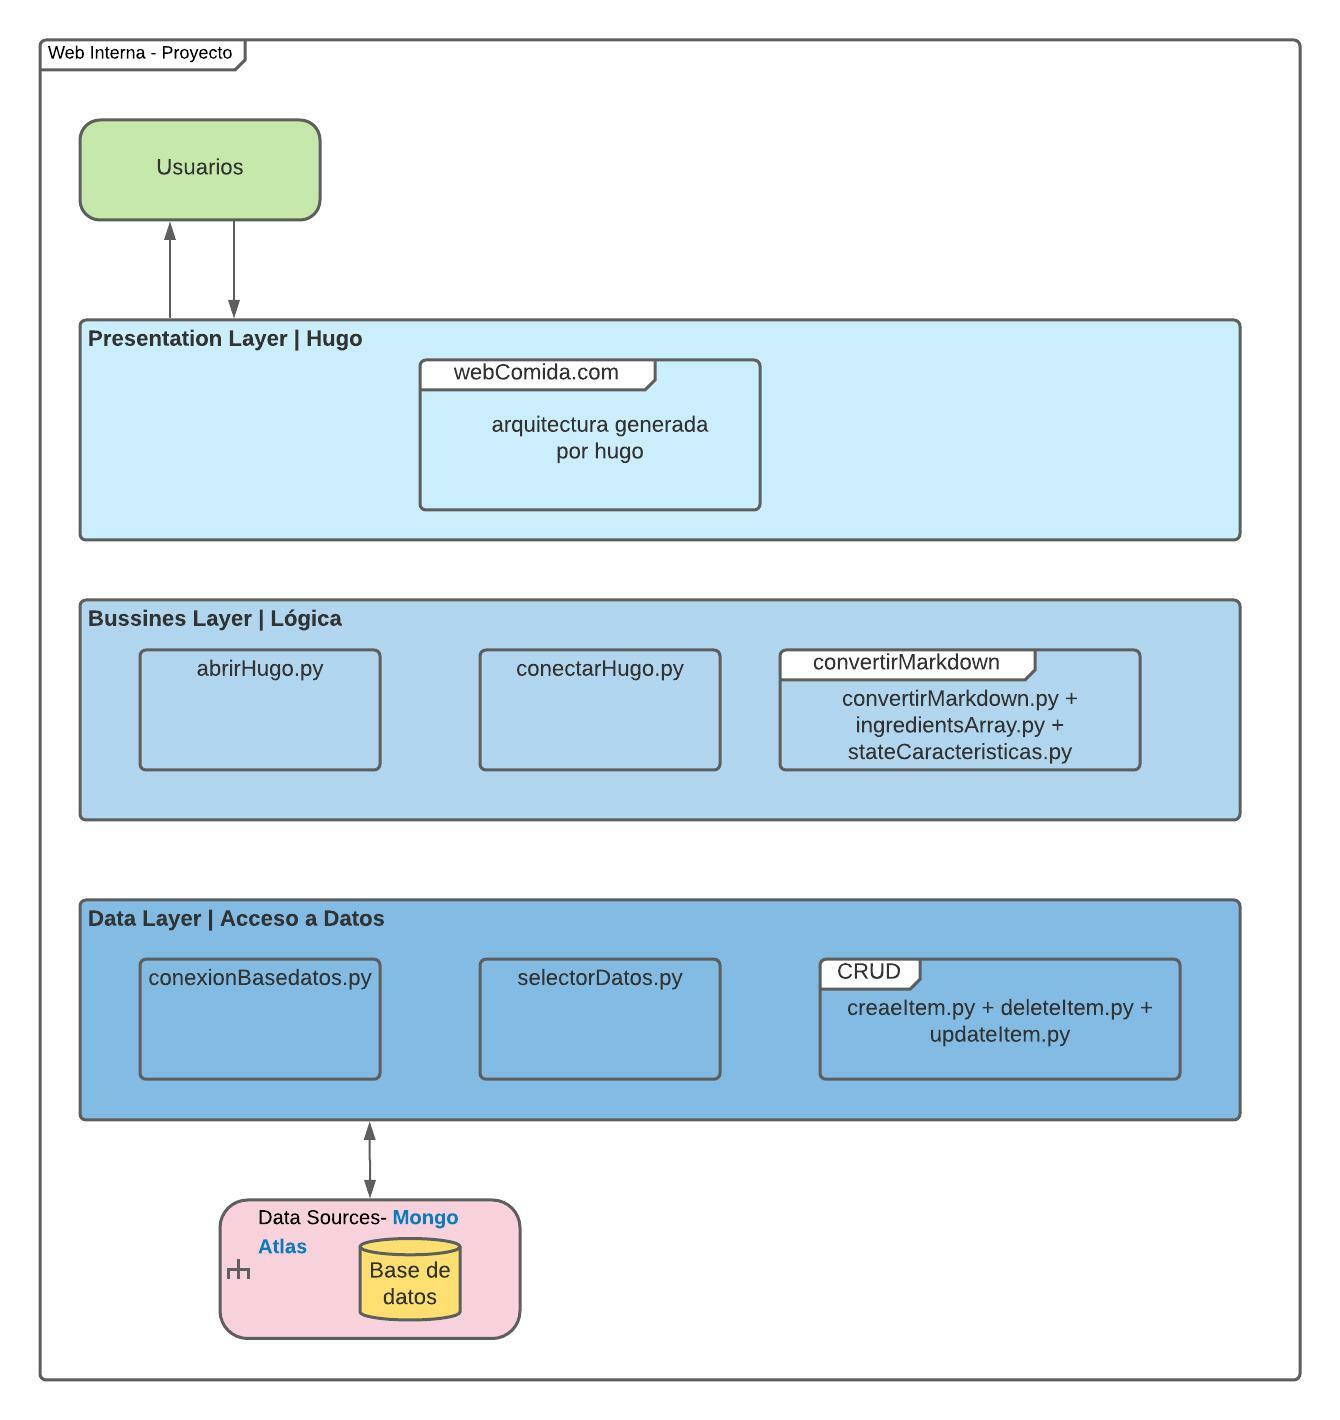 Web Interna - Proyecto
Usuarios
Presentation Layer | Hugo
webComida.com
arquitectura generada
por hugo
Bussines Layer | Lógica
abrirHugo.py
conectarHugo.py
convertirMarkdown
convertirMarkdown.py +
ingredientsArray.py +
stateCaracteristicas.py
Data Layer | Acceso a Datos
conexionBasedatos.py
selectorDatos.py
CRUD
creaeItem.py + deleteItem.py +
updateItem.py
Data Sources- Mongo
Atlas
Base de
datos